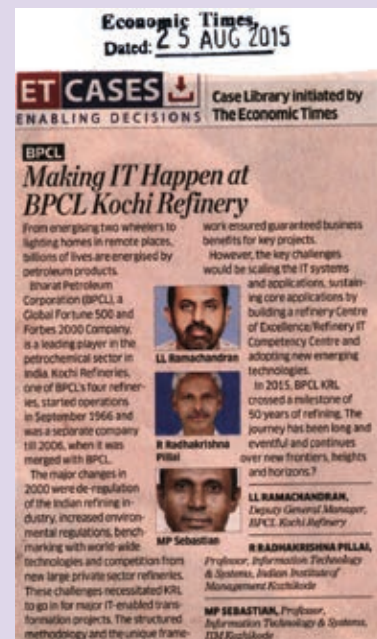 Economic Times,
Dated: 25 AUG 2015
ET CASES
ENABLING DECISIONS
Case Library initiated by
The Economic Times
BPCL
Making IT Happen at
BPCL Kochi Refinery
From energising two wheelers to
lighting homes in remote places,
billions of lives are energised by
petroleum products.
Bharat Petroleum
Corporation (BPCL), a
Global Fortune 500 and
Forbes 2000 Company,
is a leading player in the
petrochemical sector in
India. Kochi Refineries,
one of BPCL's four refiner-
ies, started operations
in September 1966 and
was a separate company
till 2006, when it was
merged with BPCL.
The major changes in
2000 were de-regulation
of the Indian refining in-
dustry, increased environ-
mental regulations, bench-
marking with world-wide
technologies and competition from
new large private sector refineries.
These challenges necessitated KRL
to go in for major IT-enabled trans-
formation projects. The structured
methodology and the unique frame-
work ensured guaranteed business
benefits for key projects.
However, the key challenges
would be scaling the IT systems
and applications, sustain-
ing core applications by
building a refinery Centre
of Excellence/Refinery IT
Competency Centre and
adopting new emerging
technologies.
In 2015, BPCL KRL
crossed a milestone of
50 years of refining. The
journey has been long and
eventful and continues
over new frontiers, heights
and horizons.?
LL Ramachandran
R Radhakrishna
Pillai
MP Sebastian
LL RAMACHANDRAN,
Deputy General Manager,
BPCL Kochi Refinery
R RADHAKRISHNA PILLAI,
Professor, Information Technology
& Systems, Indian Institute of
Management Kozhikode
MP SEBASTIAN, Professor,
Information Technology & Systems,
IIM Kozhikode